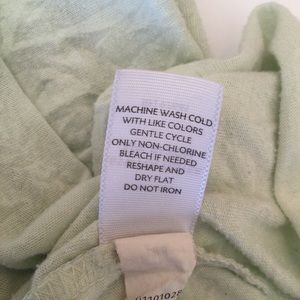 MACHINE WASH COLD
WITH LIKE COLORS
GENTLE CYCLE
ONLY NON-CHLORINE
BLEACH IF NEEDED
RESHAPE AND
DRY FLAT
DO NOT IRON